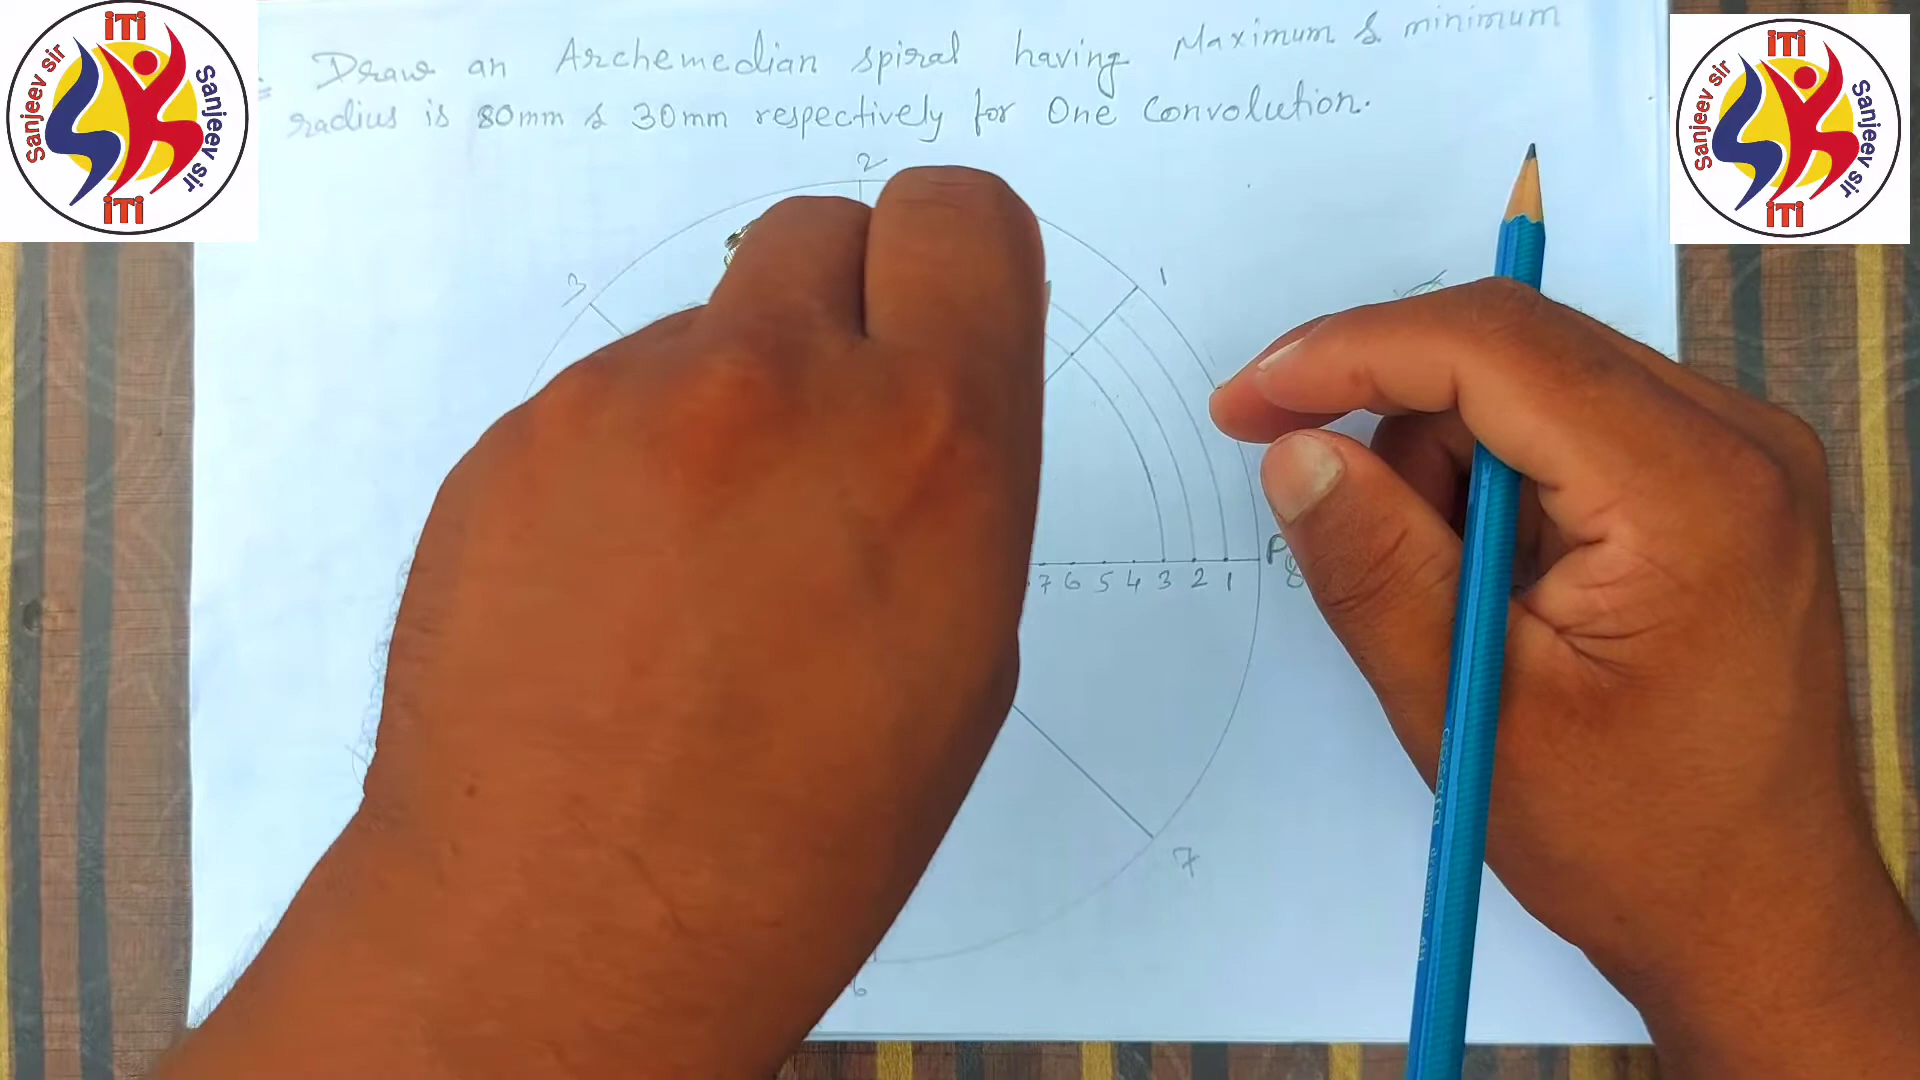 iTi
Sanjeev sir
Sanjeev sir
iTi
iTi
Sanjeev sir
Sanjeev sir
iTi
Draw an Archemedian spiral having Maximum & minimum
radius is 80mm & 30mm respectively for One Convolution.
2
3
1
P
7 6 5 4 3 2 1 8
7
6